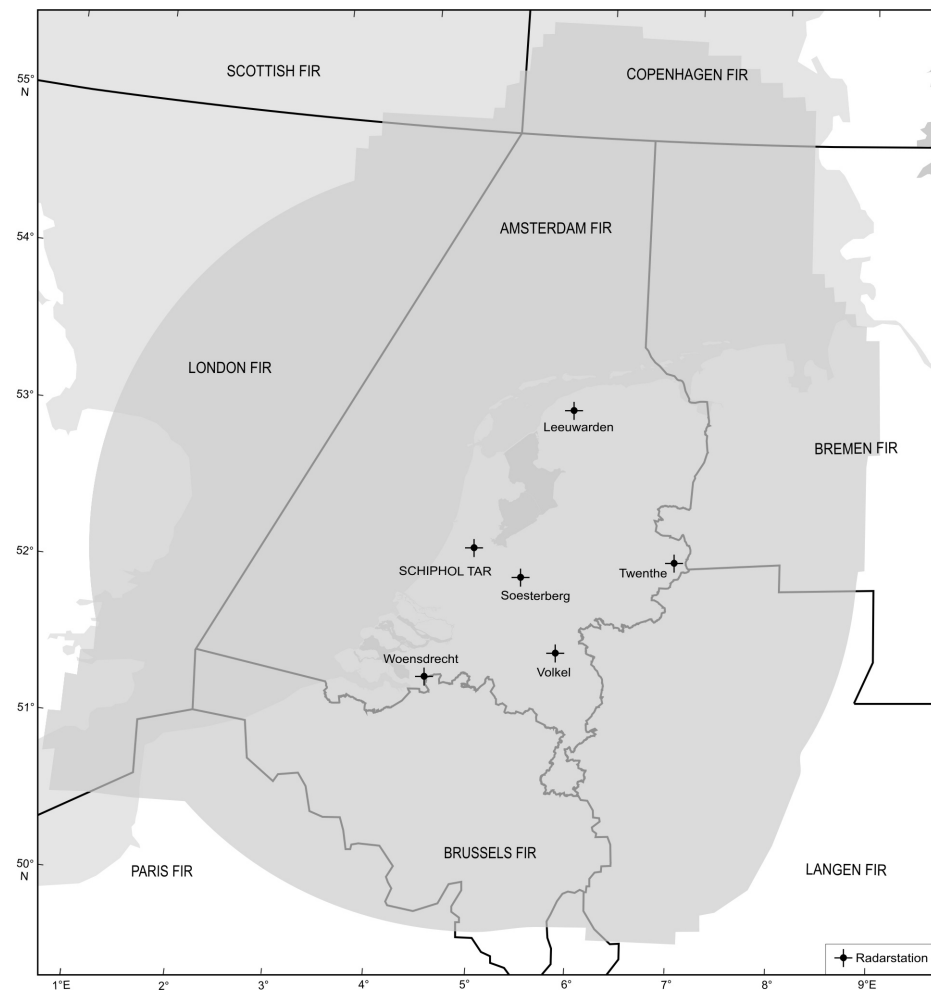 SCOTTISH FIR
COPENHAGEN FIR
55°
N
AMSTERDAM FIR
54°
LONDON FIR
53°
Leeuwarden
BREMEN FIR
52°
SCHIPHOL TAR
Twenthe
Soesterberg
Woensdrecht
Volkel
51°
BRUSSELS FIR
50°
N
PARIS FIR
LANGEN FIR
Radarstation
1°E 2° 3° 4° 5° 6° 7° 8° 9°E